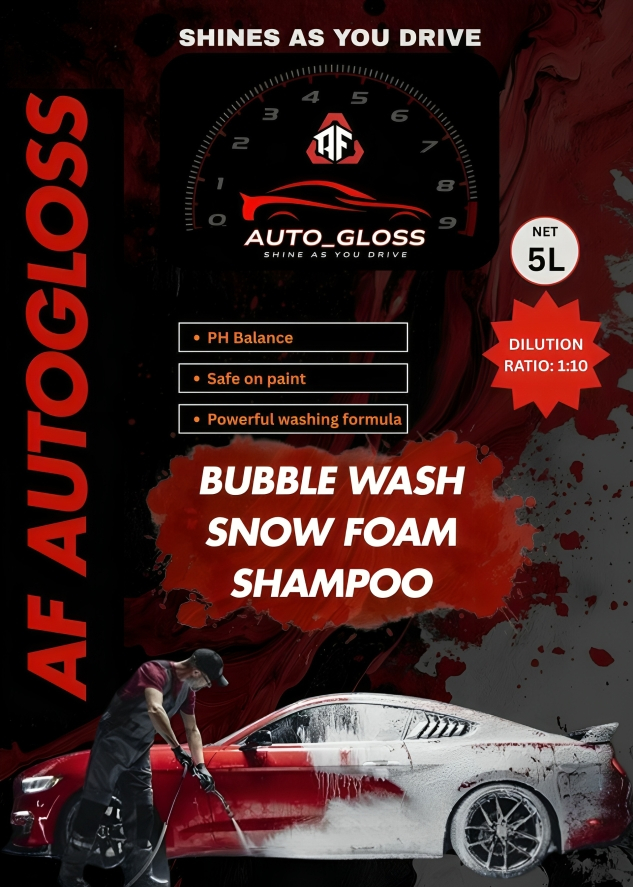 SHINES AS YOU DRIVE
0 1 2 3 4 5 6 7 8 9
AF
AUTO_GLOSS
SHINE AS YOU DRIVE
AF AUTOGLOSS
NET
5L
DILUTION
RATIO: 1:10
• PH Balance
• Safe on paint
• Powerful washing formula
BUBBLE WASH
SNOW FOAM
SHAMPOO